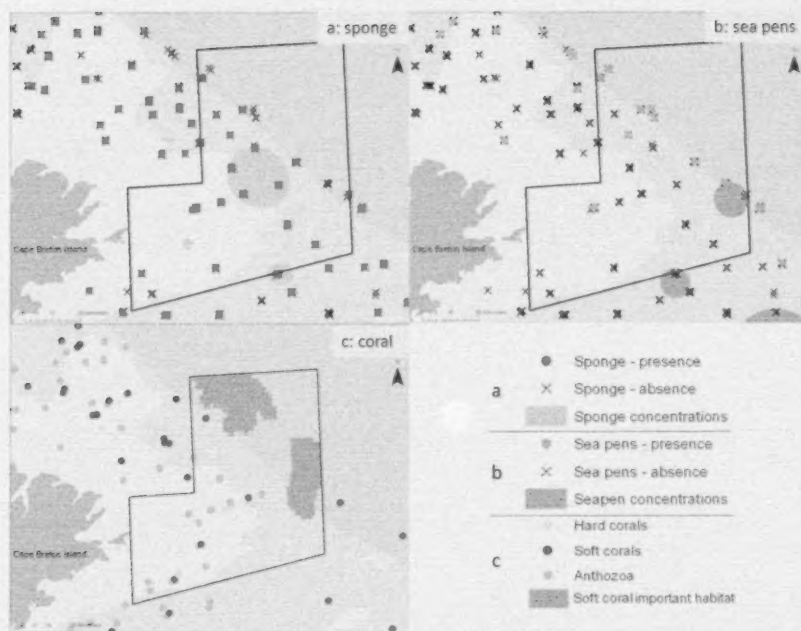 a: sponge
Cape Breton Island
b: sea pens
Cape Breton Island
c: coral
Cape Breton Island
a
Sponge - presence
Sponge - absence
Sponge concentrations
b
Sea pens - presence
Sea pens - absence
Seapen concentrations
c
Hard corals
Soft corals
Anthozoa
Soft coral important habitat